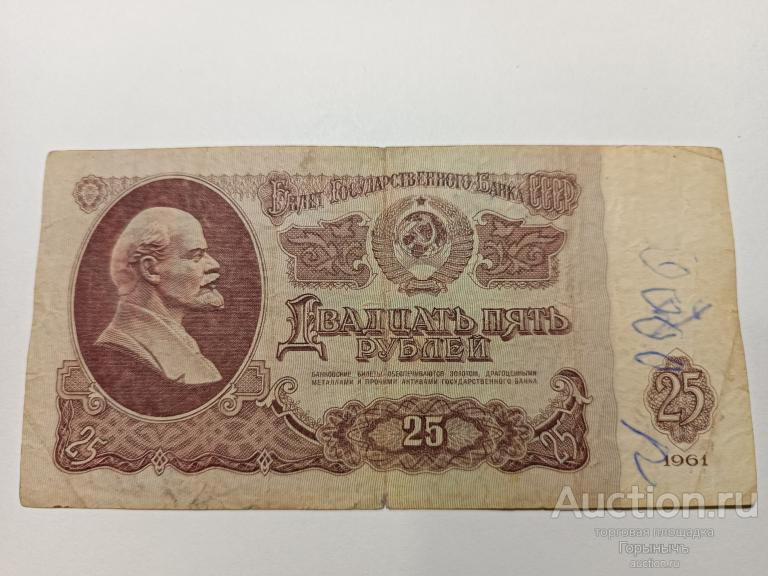 Билет Государственного Банка СССР
Двадцать пять
рублей
Банковские билеты обеспечиваются золотом, драгоценными
металлами и прочими активами Государственного банка
25
25
25
25
1961
Auction.ru
торговая площадка
Горынычъ
auction.ru